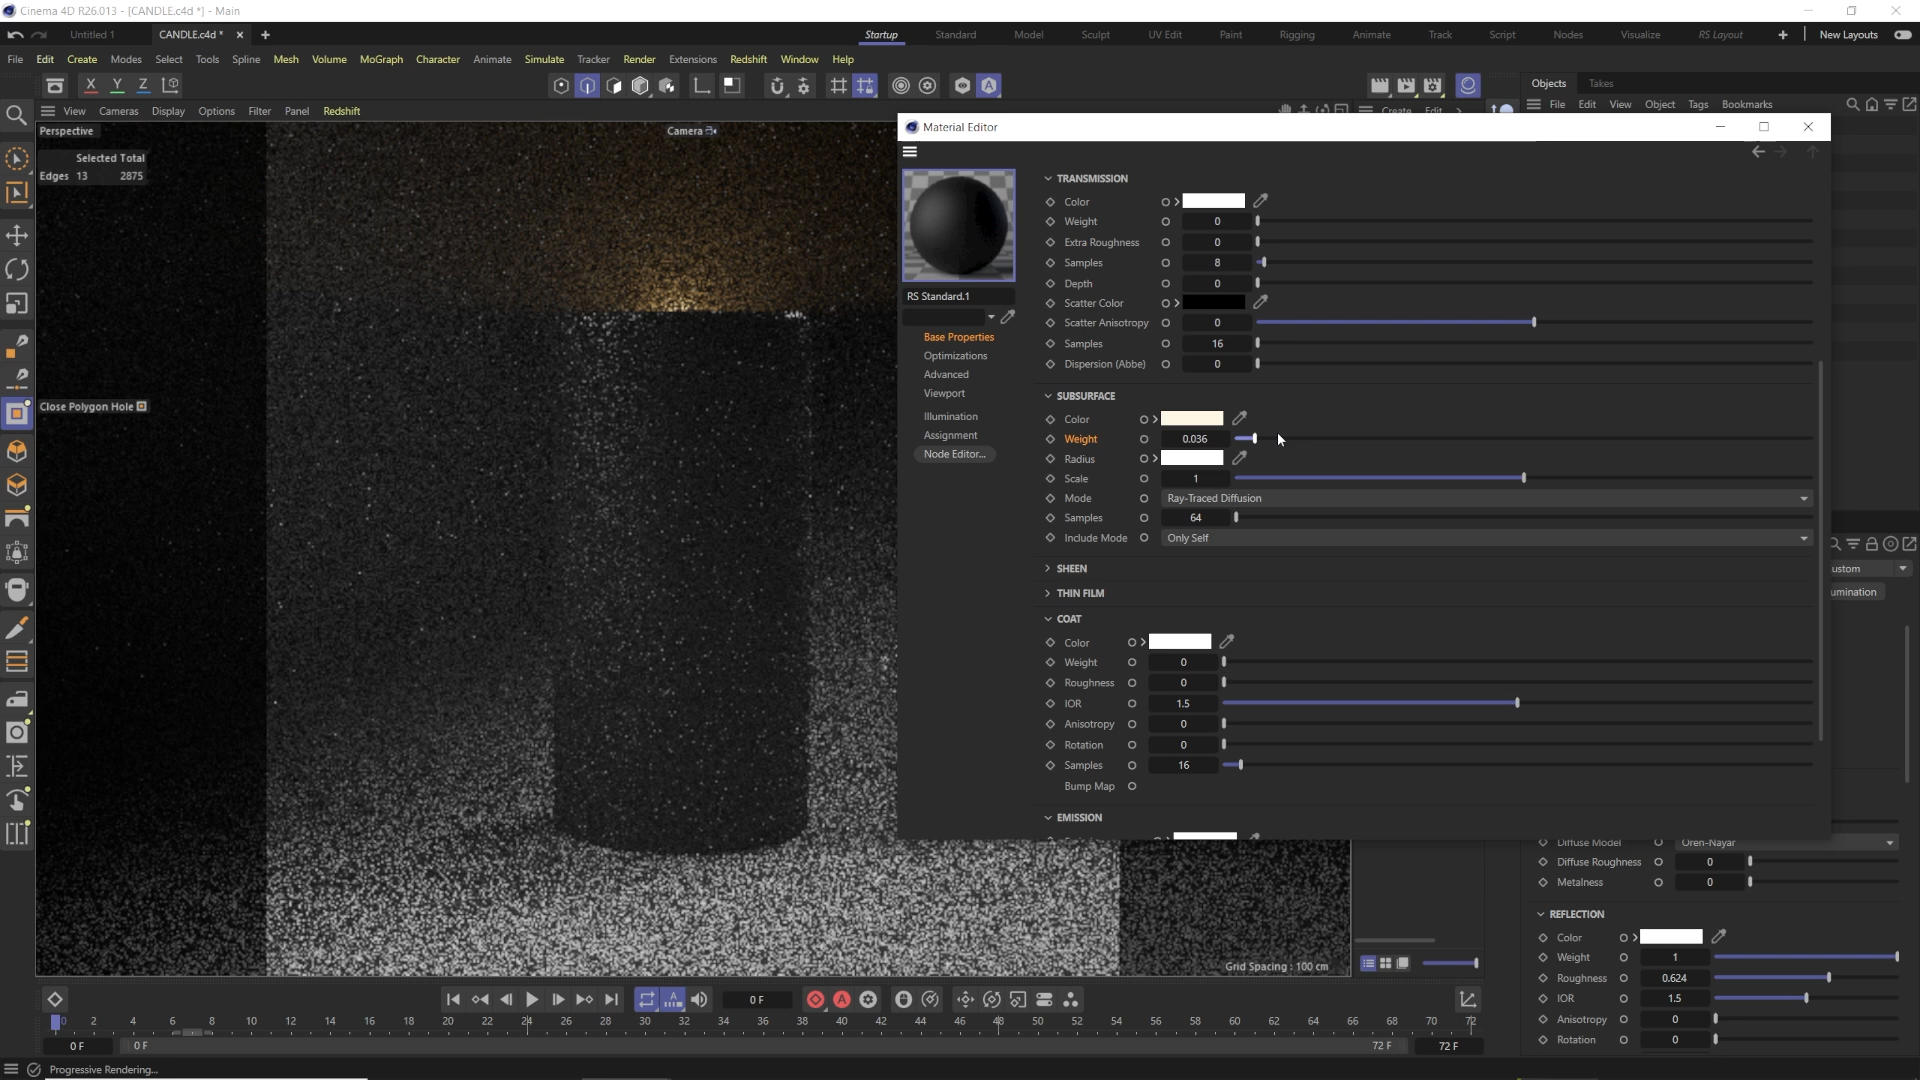 Cinema 4D R26.013 - [CANDLE.c4d *] - Main
Untitled 1
CANDLE.c4d *
Startup
Standard
Model
Sculpt
UV Edit
Paint
Rigging
Animate
Track
Script
Nodes
Visualize
RS Layout
New Layouts
File Edit Create Modes Select Tools Spline Mesh Volume MoGraph Character Animate Simulate Tracker Render Extensions Redshift Window Help
Objects Takes
X Y Z
View Cameras Display Options Filter Panel Redshift
File Edit View Object Tags Bookmarks
Perspective
Camera
Selected Total
Edges 13 2875
Close Polygon Hole
Grid Spacing : 100 cm
Material Editor
RS Standard.1
Base Properties
Optimizations
Advanced
Viewport
Illumination
Assignment
Node Editor...
TRANSMISSION
Color
Weight 0
Extra Roughness 0
Samples 8
Depth 0
Scatter Color
Scatter Anisotropy 0
Samples 16
Dispersion (Abbe) 0
SUBSURFACE
Color
Weight 0.036
Radius
Scale 1
Mode Ray-Traced Diffusion
Samples 64
Include Mode Only Self
SHEEN
THIN FILM
COAT
Color
Weight 0
Roughness 0
IOR 1.5
Anisotropy 0
Rotation 0
Samples 16
Bump Map
EMISSION
ustom
umination
Diffuse Model Oren-Nayar
Diffuse Roughness 0
Metalness 0
REFLECTION
Color
Weight 1
Roughness 0.624
IOR 1.5
Anisotropy 0
Rotation 0
0 F
0 2 4 6 8 10 12 14 16 18 20 22 24 26 28 30 32 34 36 38 40 42 44 46 48 50 52 54 56 58 60 62 64 66 68 70 72
0 F 0 F 72 F 72 F
Progressive Rendering...